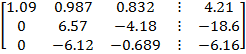 1.09 0.987 0.832 ⋮ 4.21
0 6.57 −4.18 ⋮ −18.6
0 −6.12 −0.689 ⋮ −6.16